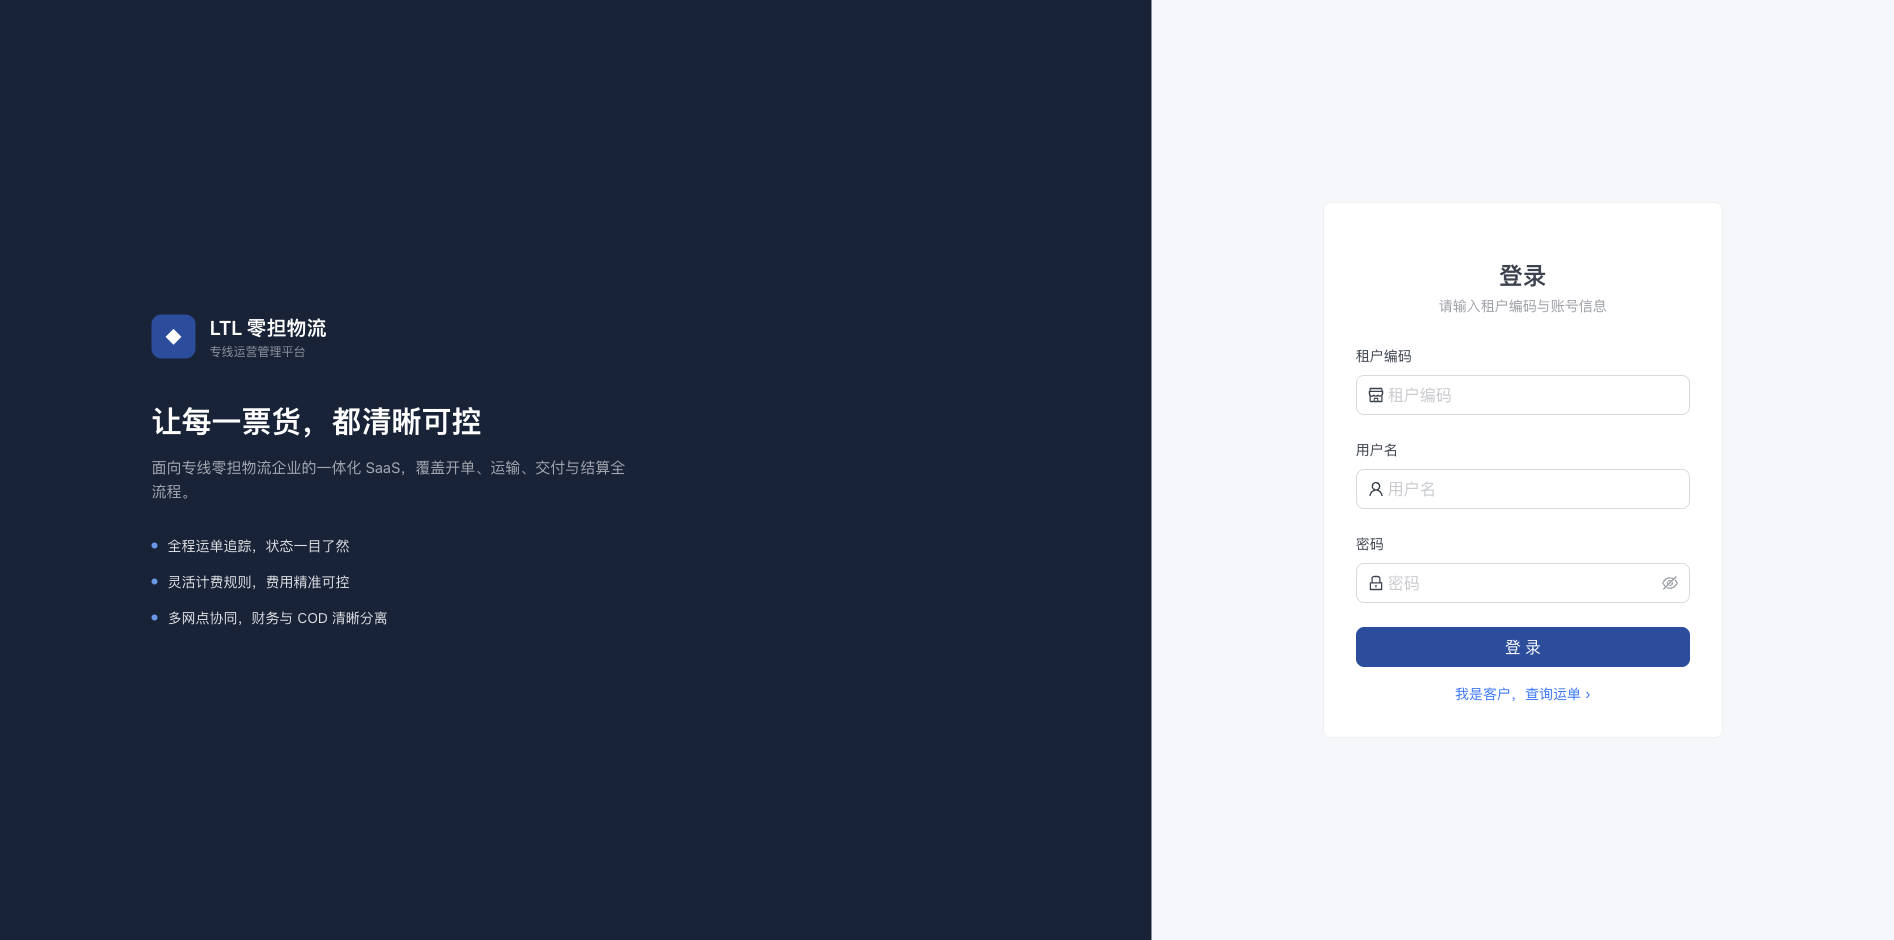 LTL 零担物流
专线运营管理平台
让每一票货，都清晰可控
面向专线零担物流企业的一体化 SaaS，覆盖开单、运输、交付与结算全
流程。
全程运单追踪，状态一目了然
灵活计费规则，费用精准可控
多网点协同，财务与 COD 清晰分离
登录
请输入租户编码与账号信息
租户编码
租户编码
用户名
用户名
密码
密码
登 录
我是客户，查询运单 ›